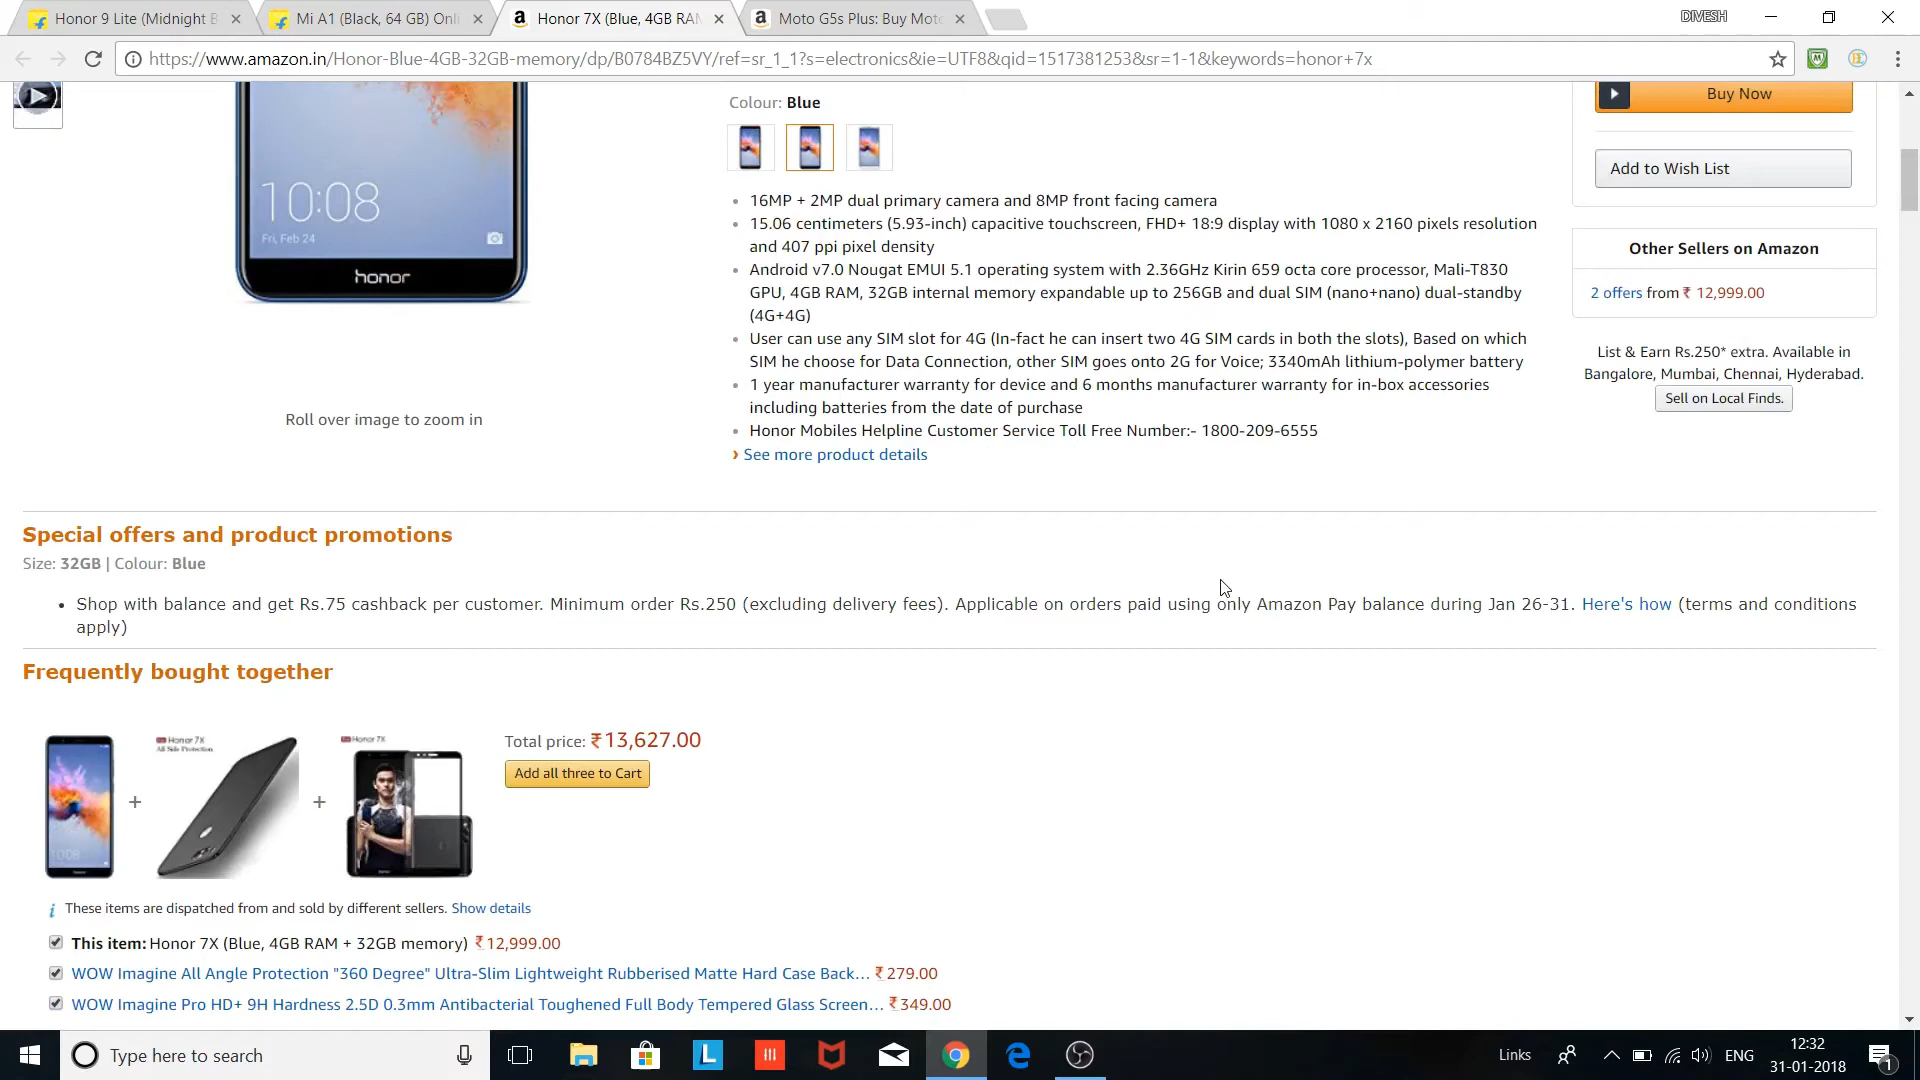 Honor 9 Lite (Midnight B
Mi A1 (Black, 64 GB) Onli
Honor 7X (Blue, 4GB RAM
Moto G5s Plus: Buy Moto
DIVESH
https://www.amazon.in/Honor-Blue-4GB-32GB-memory/dp/B0784BZ5VY/ref=sr_1_1?s=electronics&ie=UTF8&qid=1517381253&sr=1-1&keywords=honor+7x
10:08
Fri, Feb 24
honor
Roll over image to zoom in
Colour: Blue
16MP + 2MP dual primary camera and 8MP front facing camera
15.06 centimeters (5.93-inch) capacitive touchscreen, FHD+ 18:9 display with 1080 x 2160 pixels resolution
and 407 ppi pixel density
Android v7.0 Nougat EMUI 5.1 operating system with 2.36GHz Kirin 659 octa core processor, Mali-T830
GPU, 4GB RAM, 32GB internal memory expandable up to 256GB and dual SIM (nano+nano) dual-standby
(4G+4G)
User can use any SIM slot for 4G (In-fact he can insert two 4G SIM cards in both the slots), Based on which
SIM he choose for Data Connection, other SIM goes onto 2G for Voice; 3340mAh lithium-polymer battery
1 year manufacturer warranty for device and 6 months manufacturer warranty for in-box accessories
including batteries from the date of purchase
Honor Mobiles Helpline Customer Service Toll Free Number:- 1800-209-6555
› See more product details
Buy Now
Add to Wish List
Other Sellers on Amazon
2 offers from ₹ 12,999.00
List & Earn Rs.250* extra. Available in
Bangalore, Mumbai, Chennai, Hyderabad.
Sell on Local Finds.
Special offers and product promotions
Size: 32GB | Colour: Blue
Shop with balance and get Rs.75 cashback per customer. Minimum order Rs.250 (excluding delivery fees). Applicable on orders paid using only Amazon Pay balance during Jan 26-31. Here's how (terms and conditions
apply)
Frequently bought together
Honor 7X
All Side Protection
Honor 7X
+
+
Total price: ₹13,627.00
Add all three to Cart
These items are dispatched from and sold by different sellers. Show details
This item: Honor 7X (Blue, 4GB RAM + 32GB memory) ₹12,999.00
WOW Imagine All Angle Protection "360 Degree" Ultra-Slim Lightweight Rubberised Matte Hard Case Back… ₹279.00
WOW Imagine Pro HD+ 9H Hardness 2.5D 0.3mm Antibacterial Toughened Full Body Tempered Glass Screen… ₹349.00
Type here to search
Links
ENG
12:32
31-01-2018
1